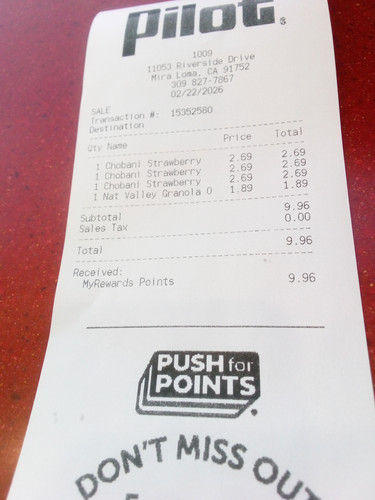 Pilot
1009
11053 Riverside Drive
Mira Loma, CA 91752
309 827-7867
02/22/2026
SALE
Transaction #: 15352580
Destination
Qty Name Price Total
1 Chobani Strawberry 2.69 2.69
1 Chobani Strawberry 2.69 2.69
1 Chobani Strawberry 2.69 2.69
1 Nat Valley Granola O 1.89 1.89
Subtotal 9.96
Sales Tax 0.00
Total 9.96
Received:
MyRewards Points 9.96
PUSH for
POINTS
DON'T MISS OUT